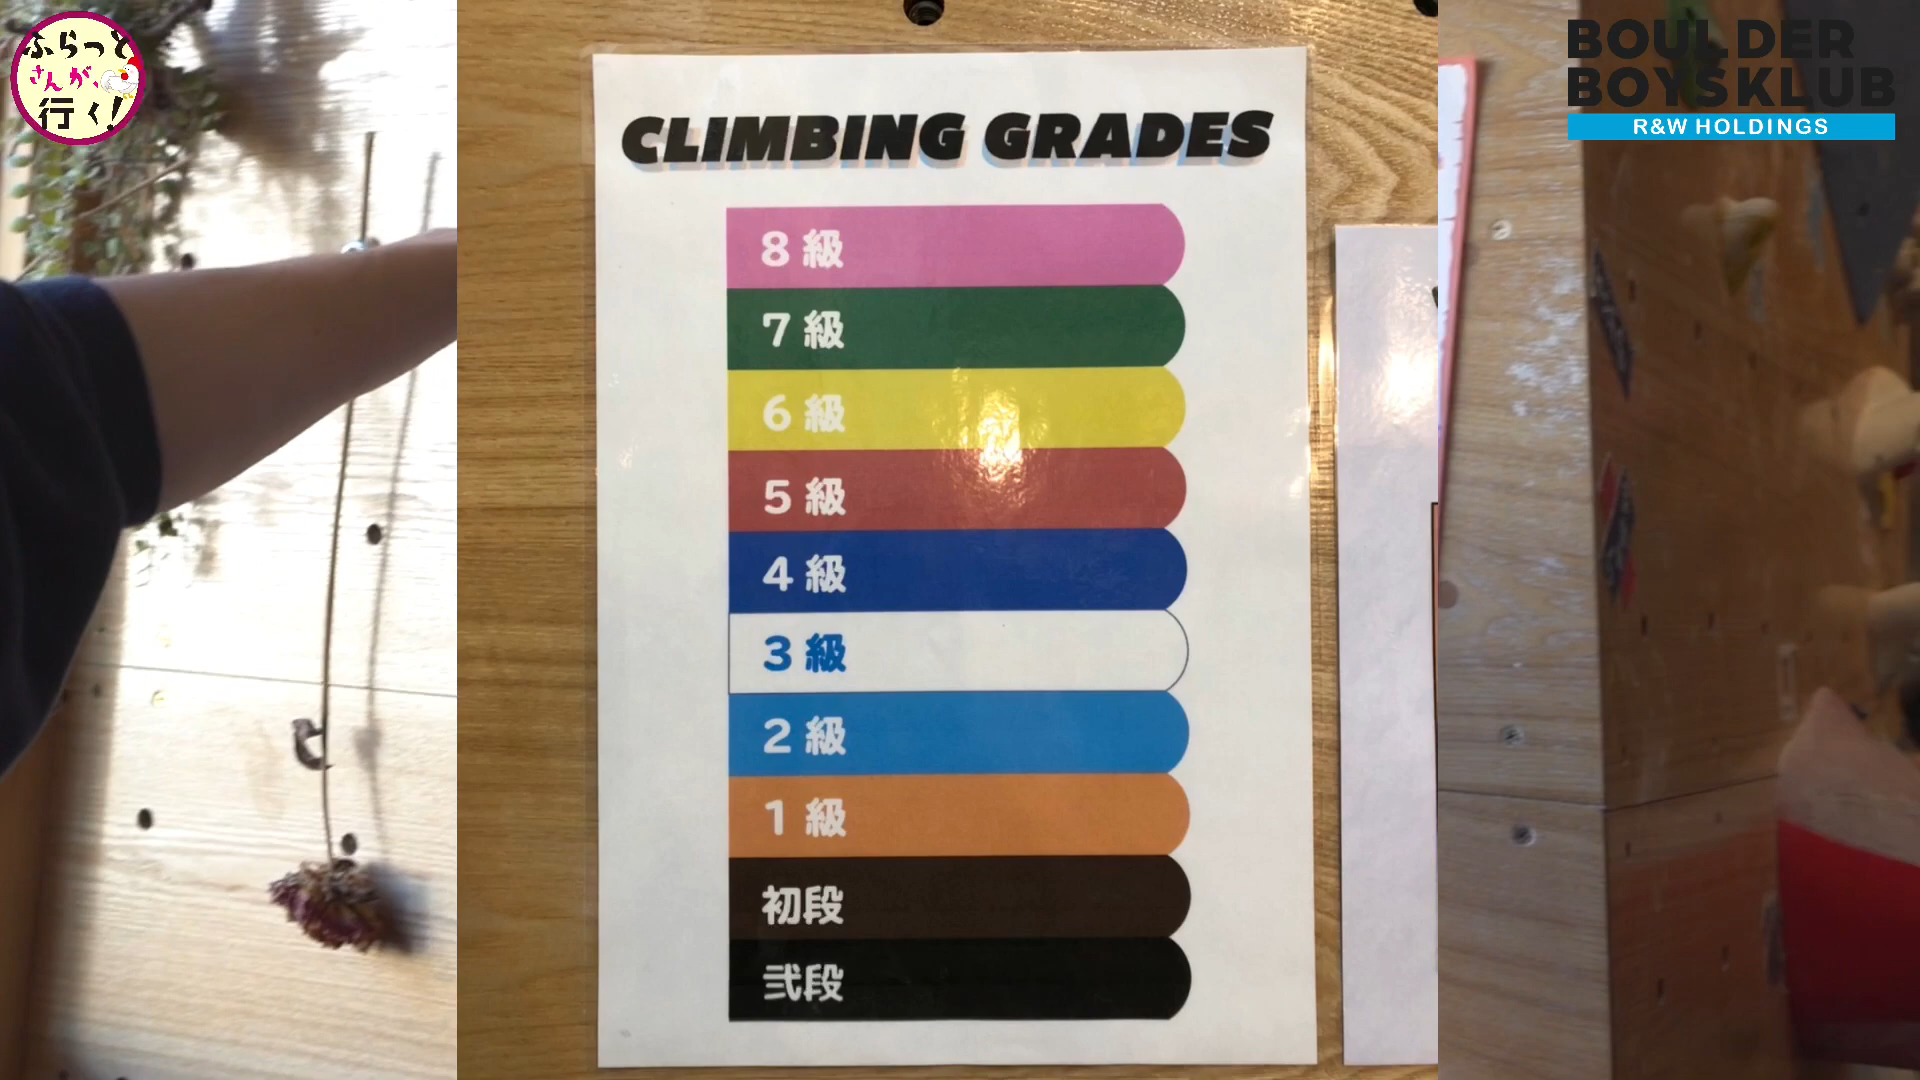 ふらっと
さんが、
行く!
CLIMBING GRADES
8 級
7 級
6 級
5 級
4 級
3 級
2 級
1 級
初段
弐段
BOULDER
BOYSKLUB
R&W HOLDINGS